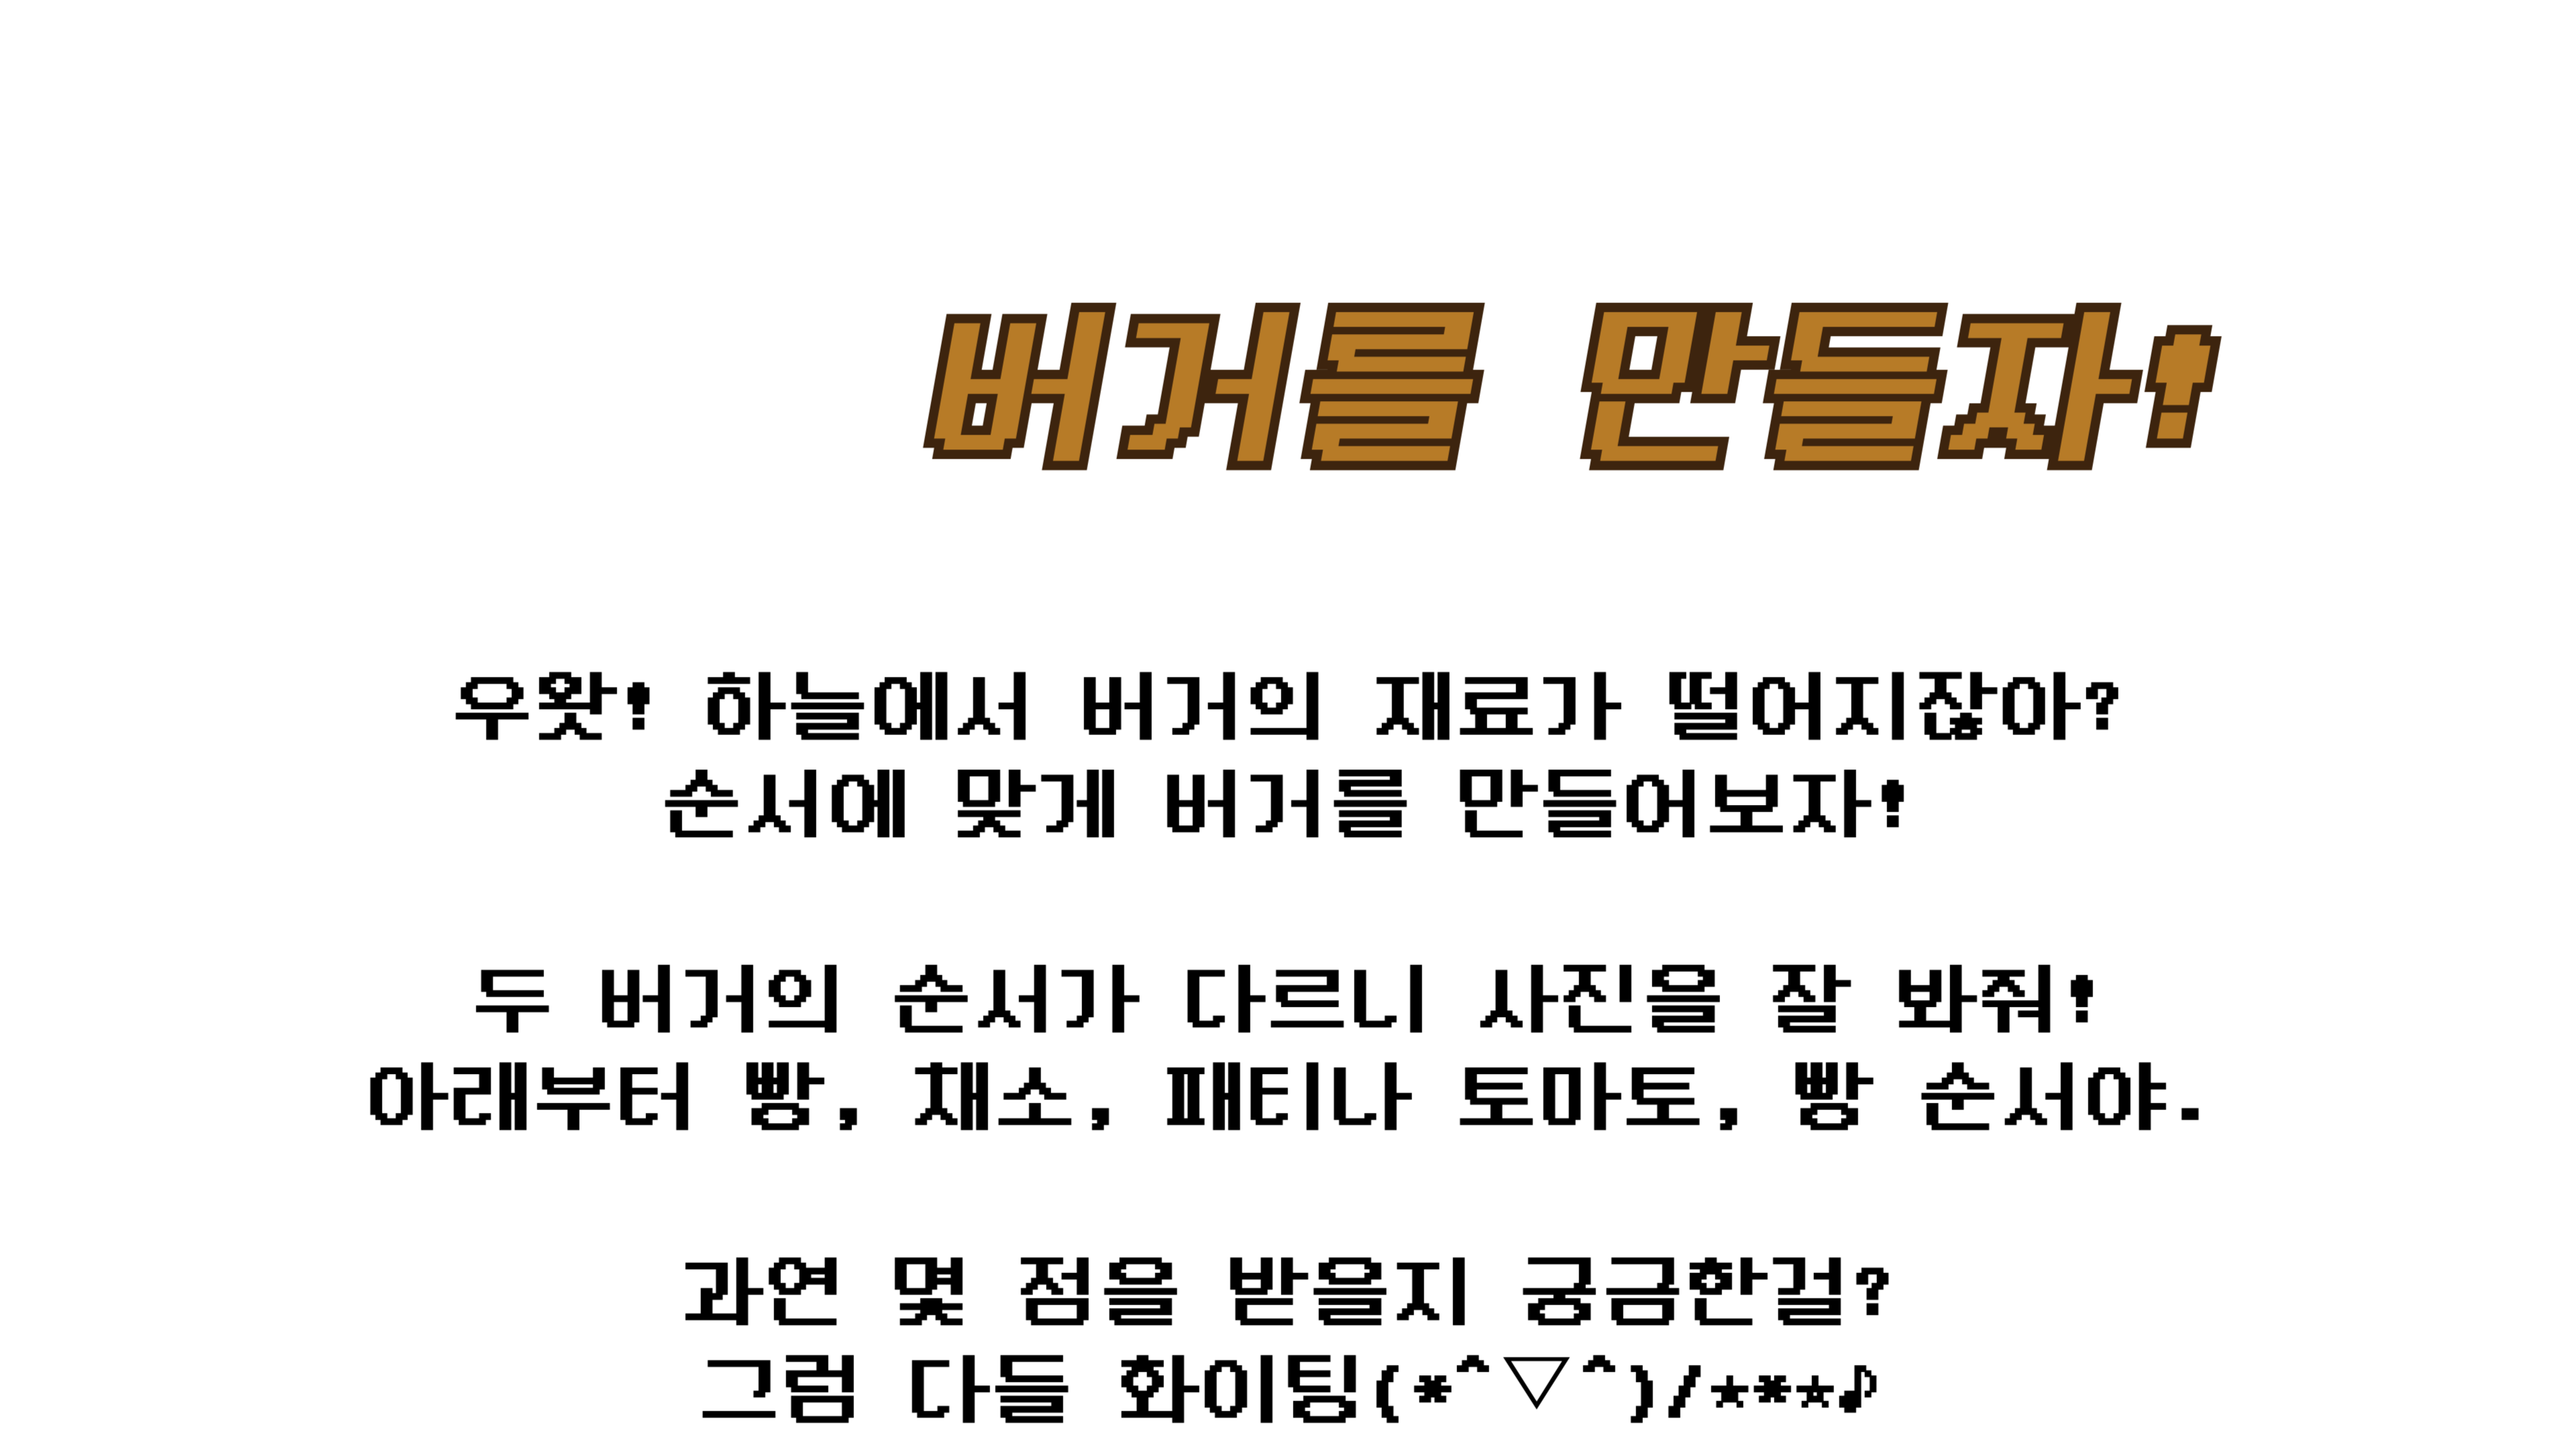 버거를 만들자!
우왓! 하늘에서 버거의 재료가 떨어지잖아?
순서에 맞게 버거를 만들어보자!
두 버거의 순서가 다르니 사진을 잘 봐줘!
아래부터 빵, 채소, 패티나 토마토, 빵 순서야.
과연 몇 점을 받을지 궁금한걸?
그럼 다들 화이팅(*^▽^)/★*☆♪